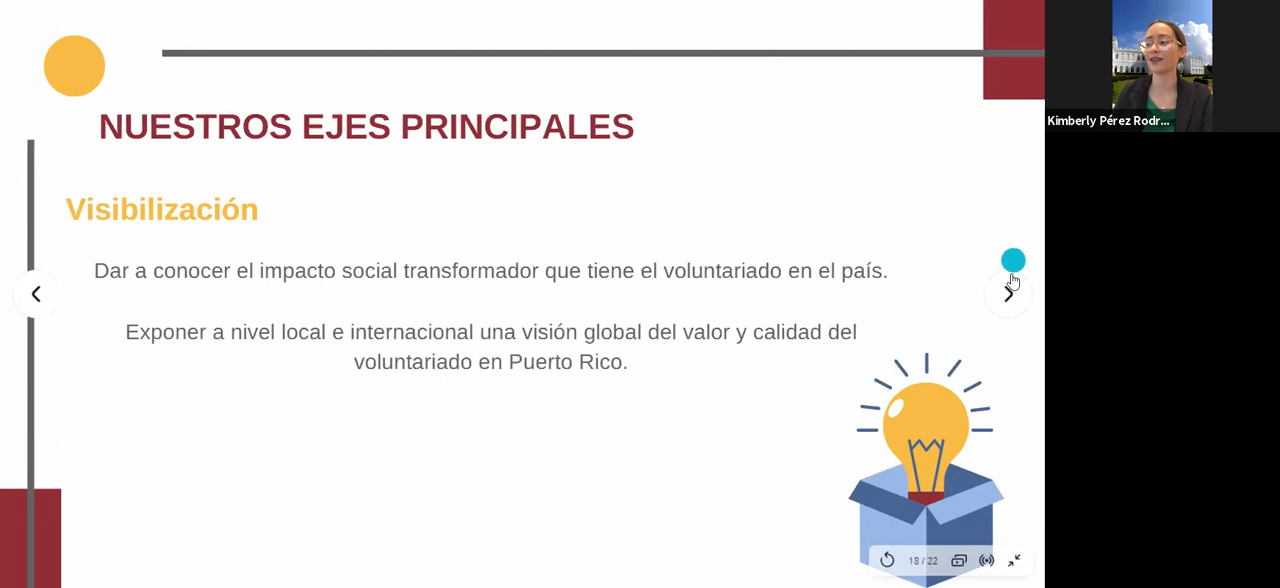 NUESTROS EJES PRINCIPALES
Visibilización
Dar a conocer el impacto social transformador que tiene el voluntariado en el país.
Exponer a nivel local e internacional una visión global del valor y calidad del
voluntariado en Puerto Rico.
18 / 22
Kimberly Pérez Rodr...